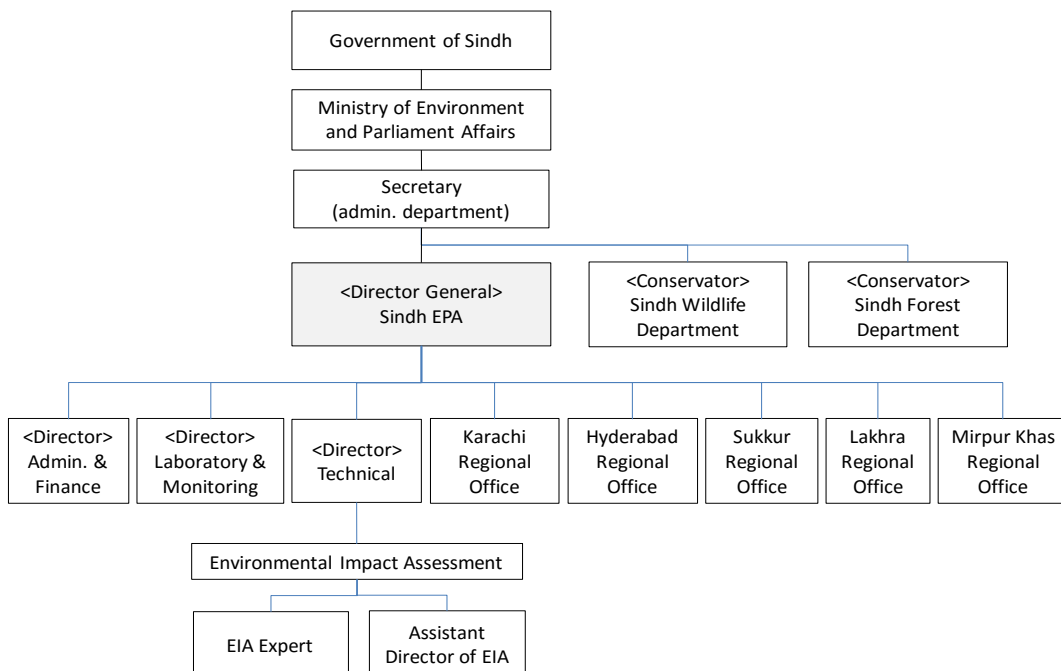 Government of Sindh
Ministry of Environment
and Parliament Affairs
Secretary
(admin. department)
<Director General>
Sindh EPA
<Conservator>
Sindh Wildlife
Department
<Conservator>
Sindh Forest
Department
<Director>
Admin. &
Finance
<Director>
Laboratory &
Monitoring
<Director>
Technical
Karachi
Regional
Office
Hyderabad
Regional
Office
Sukkur
Regional
Office
Lakhra
Regional
Office
Mirpur Khas
Regional
Office
Environmental Impact Assessment
EIA Expert
Assistant
Director of EIA